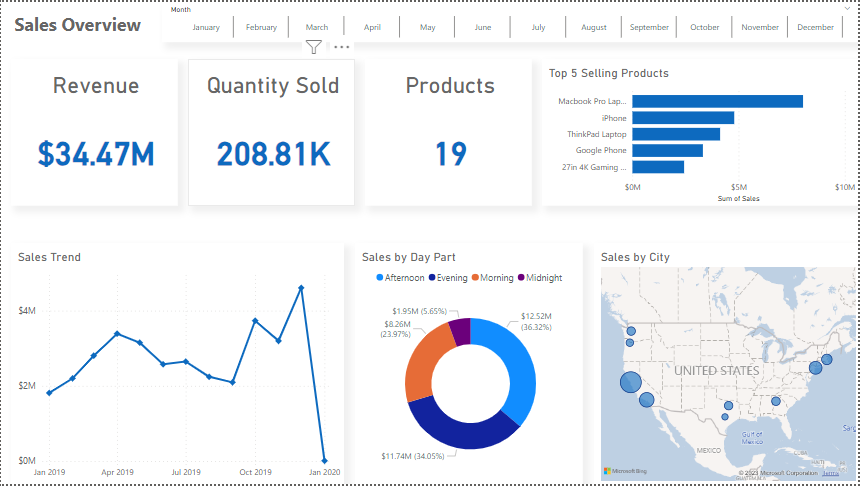 Month
Sales Overview
January February March April May June July August September October November December
Revenue
$34.47M
Quantity Sold
208.81K
Products
19
Top 5 Selling Products
Macbook Pro Lap...
iPhone
ThinkPad Laptop
Google Phone
27in 4K Gaming ...
$0M $5M $10M
Sum of Sales
Sales Trend
$4M
$2M
$0M
Jan 2019 Apr 2019 Jul 2019 Oct 2019 Jan 2020
Sales by Day Part
Afternoon Evening Morning Midnight
$1.95M (5.65%)
$8.26M
(23.97%)
$12.52M
(36.32%)
$11.74M (34.05%)
Sales by City
UNITED STATES
Gulf of
Mexico
MEXICO
CUBA
Sarg
Microsoft Bing
© 2023 Microsoft Corporation Terms
GUATEMALA